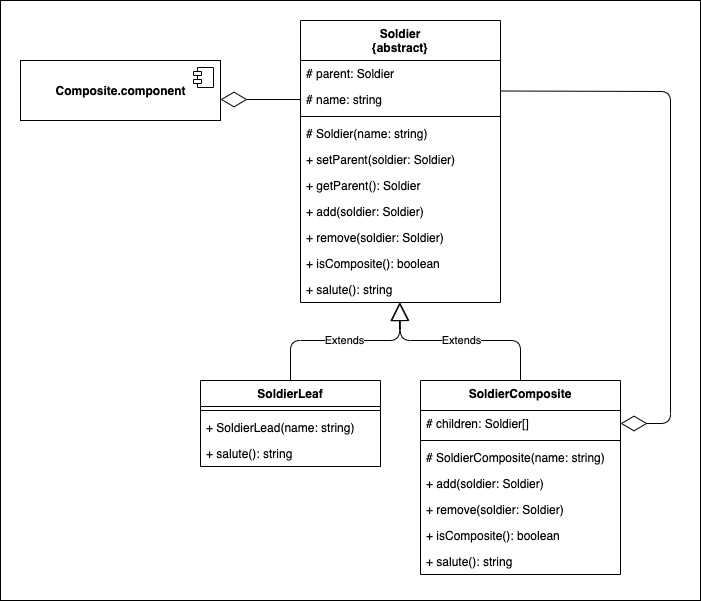 Soldier
{abstract}
Composite.component
# parent: Soldier
# name: string
# Soldier(name: string)
+ setParent(soldier: Soldier)
+ getParent(): Soldier
+ add(soldier: Soldier)
+ remove(soldier: Soldier)
+ isComposite(): boolean
+ salute(): string
Extends
Extends
SoldierLeaf
+ SoldierLead(name: string)
+ salute(): string
SoldierComposite
# children: Soldier[]
# SoldierComposite(name: string)
+ add(soldier: Soldier)
+ remove(soldier: Soldier)
+ isComposite(): boolean
+ salute(): string